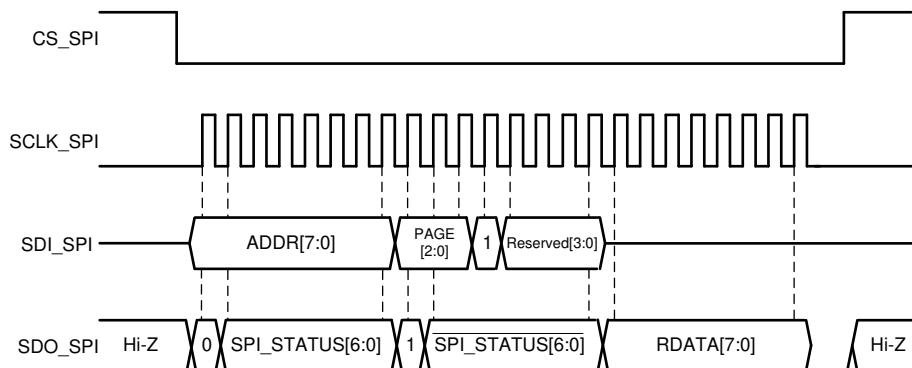 CS_SPI
SCLK_SPI
SDI_SPI
ADDR[7:0]
PAGE
[2:0]
1
Reserved[3:0]
SDO_SPI
Hi-Z
0
SPI_STATUS[6:0]
1
SPI_STATUS[6:0]
RDATA[7:0]
Hi-Z